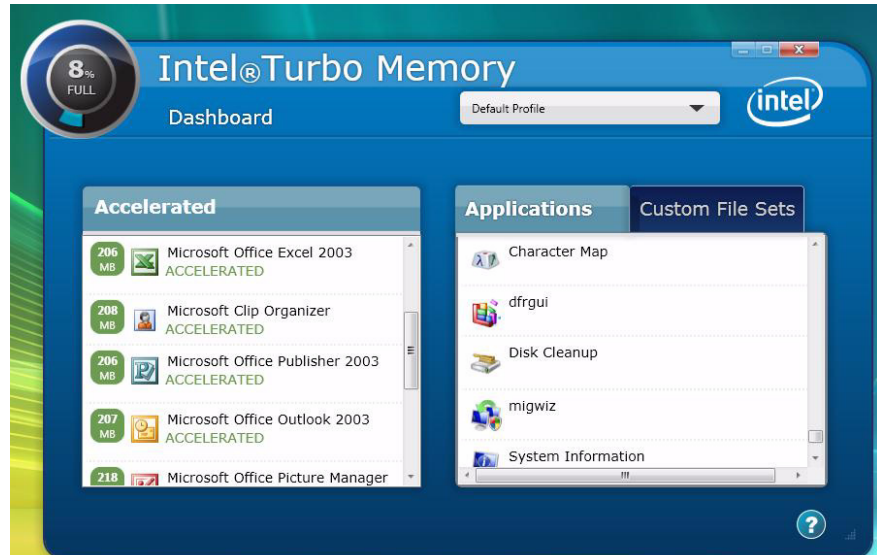 8%
FULL
Intel®Turbo Memory
Dashboard
Default Profile
intel
Accelerated
206
MB
Microsoft Office Excel 2003
ACCELERATED
208
MB
Microsoft Clip Organizer
ACCELERATED
206
MB
Microsoft Office Publisher 2003
ACCELERATED
207
MB
Microsoft Office Outlook 2003
ACCELERATED
218
Microsoft Office Picture Manager
Applications
Custom File Sets
Character Map
dfrgui
Disk Cleanup
migwiz
System Information
?